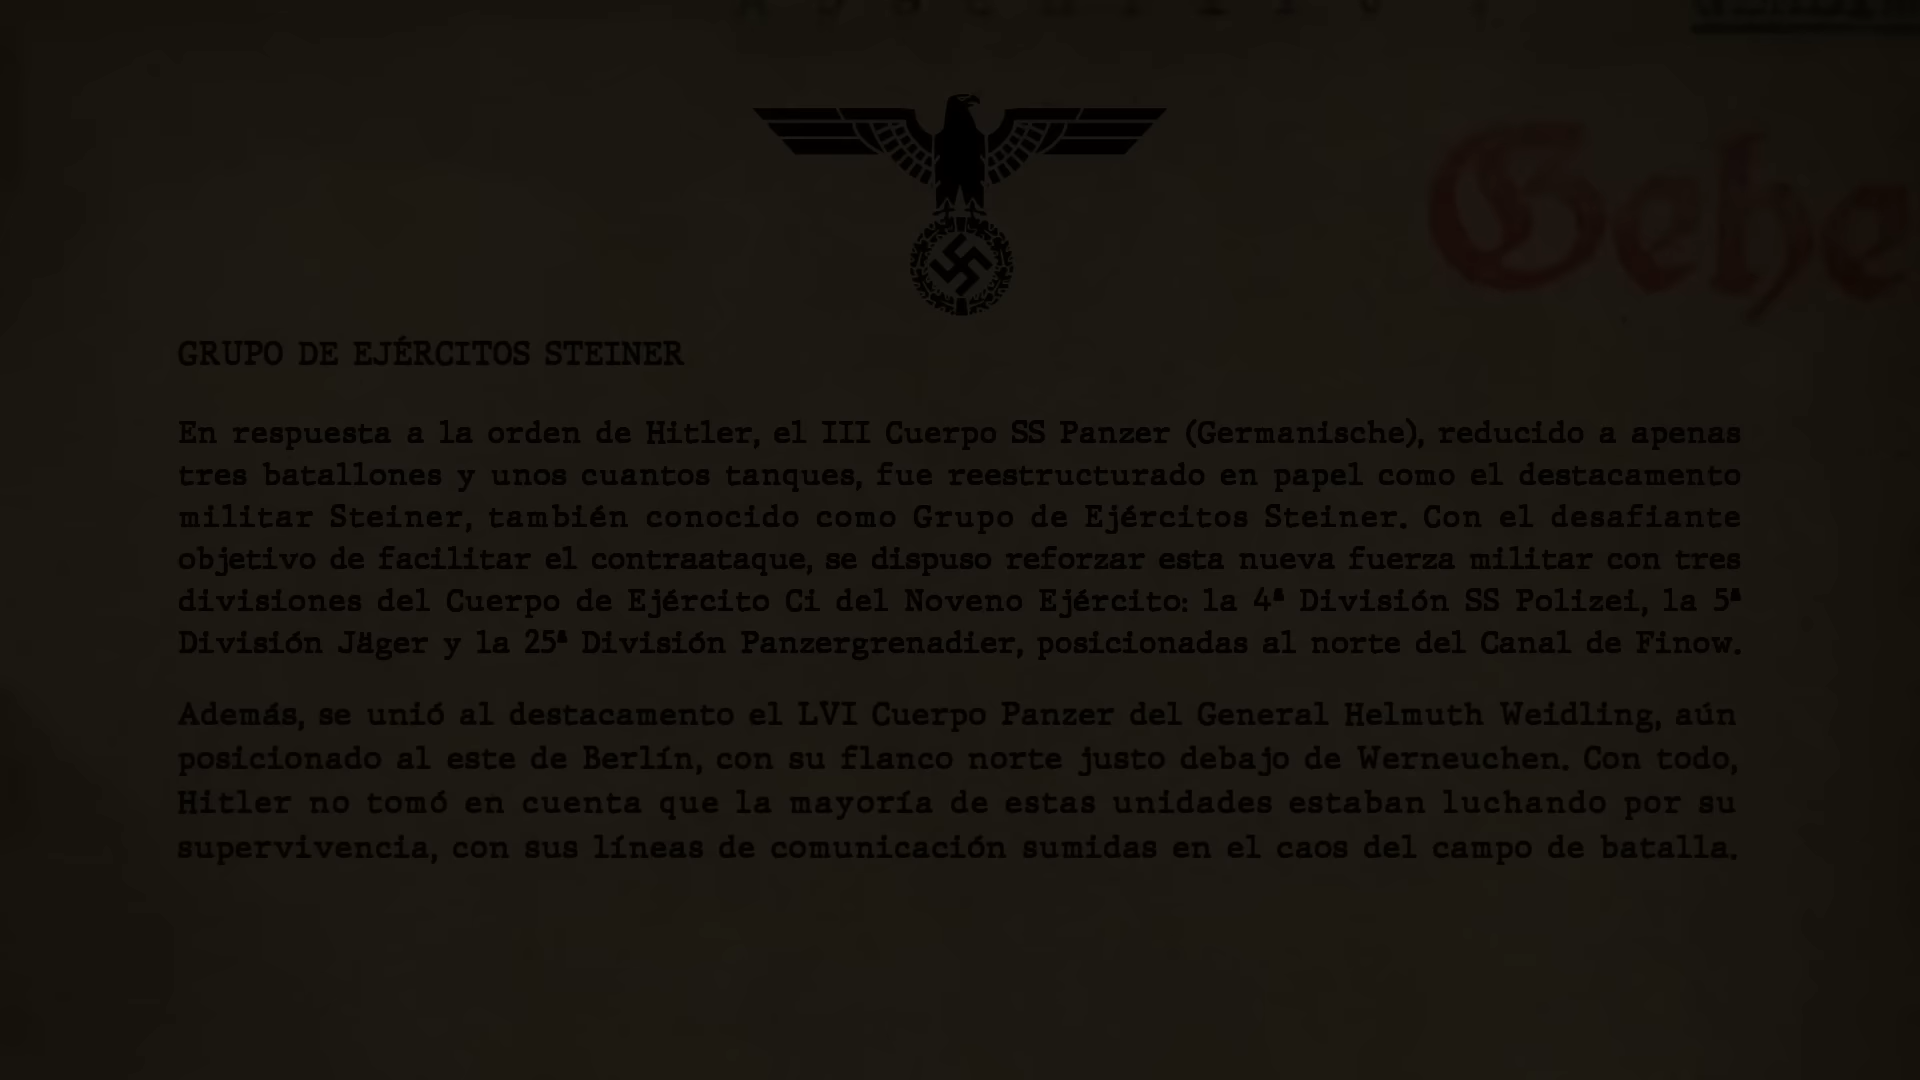 Gehe
GRUPO DE EJÉRCITOS STEINER
En respuesta a la orden de Hitler, el III Cuerpo SS Panzer (Germanische), reducido a apenas
tres batallones y unos cuantos tanques, fue reestructurado en papel como el destacamento
militar Steiner, también conocido como Grupo de Ejércitos Steiner. Con el desafiante
objetivo de facilitar el contraataque, se dispuso reforzar esta nueva fuerza militar con tres
divisiones del Cuerpo de Ejército Ci del Noveno Ejército: la 4ª División SS Polizei, la 5ª
División Jäger y la 25ª División Panzergrenadier, posicionadas al norte del Canal de Finow.
Además, se unió al destacamento el LVI Cuerpo Panzer del General Helmuth Weidling, aún
posicionado al este de Berlín, con su flanco norte justo debajo de Werneuchen. Con todo,
Hitler no tomó en cuenta que la mayoría de estas unidades estaban luchando por su
supervivencia, con sus líneas de comunicación sumidas en el caos del campo de batalla.